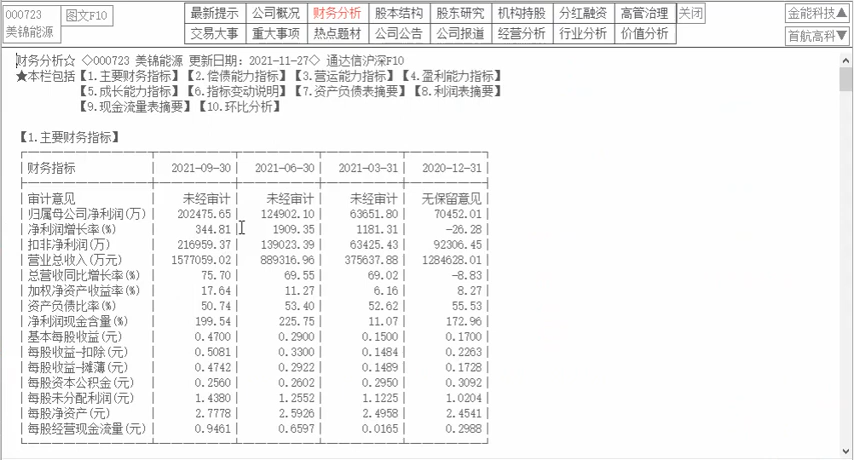 000723 美锦能源 图文F10 最新提示 公司概况 财务分析 股本结构 股东研究 机构持股 分红融资 高管治理 关闭 金能科技▲
交易大事 重大事项 热点题材 公司公告 公司报道 经营分析 行业分析 价值分析 首航高科▼
财务分析☆ ◇000723 美锦能源 更新日期：2021-11-27◇ 通达信沪深F10
★本栏包括【1.主要财务指标】【2.偿债能力指标】【3.营运能力指标】【4.盈利能力指标】
【5.成长能力指标】【6.指标变动说明】【7.资产负债表摘要】【8.利润表摘要】
【9.现金流量表摘要】【10.环比分析】
【1.主要财务指标】
财务指标 2021-09-30 2021-06-30 2021-03-31 2020-12-31
审计意见 未经审计 未经审计 未经审计 无保留意见
归属母公司净利润(万) 202475.65 124902.10 63651.80 70452.01
净利润增长率(%) 344.81 1909.35 1181.31 -26.28
扣非净利润(万) 216959.37 139023.39 63425.43 92306.45
营业总收入(万元) 1577059.02 889316.96 375637.88 1284628.01
总营收同比增长率(%) 75.70 69.55 69.02 -8.83
加权净资产收益率(%) 17.64 11.27 6.16 8.27
资产负债比率(%) 50.74 53.40 52.62 55.53
净利润现金含量(%) 199.54 225.75 11.07 172.96
基本每股收益(元) 0.4700 0.2900 0.1500 0.1700
每股收益-扣除(元) 0.5081 0.3300 0.1484 0.2263
每股收益-摊薄(元) 0.4742 0.2922 0.1489 0.1728
每股资本公积金(元) 0.2560 0.2602 0.2950 0.3092
每股未分配利润(元) 1.4380 1.2552 1.1225 1.0204
每股净资产(元) 2.7778 2.5926 2.4958 2.4541
每股经营现金流量(元) 0.9461 0.6597 0.0165 0.2988